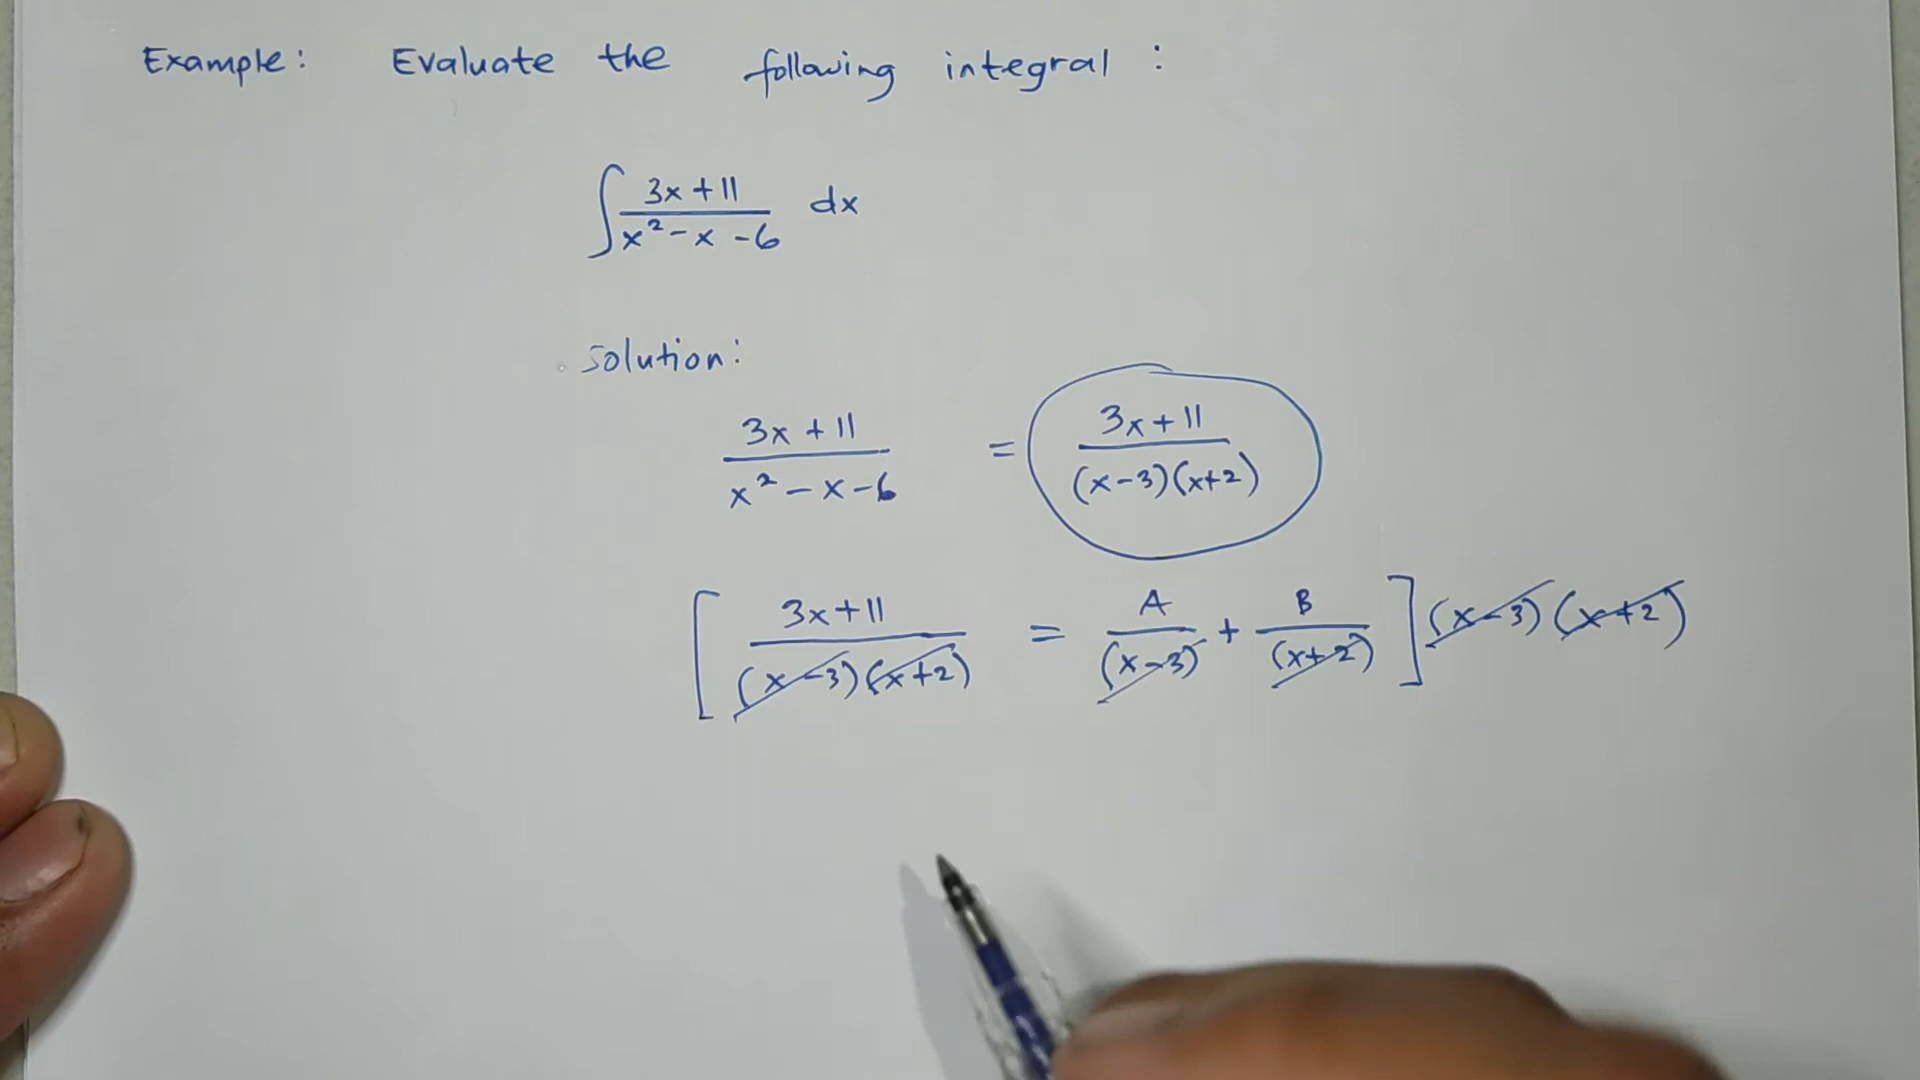 Example: Evaluate the following integral :
∫ (3x + 11)/(x² - x - 6) dx
Solution:
(3x + 11)/(x² - x - 6) = (3x + 11)/((x-3)(x+2))
[ (3x+11)/((x-3)(x+2)) = A/(x-3) + B/(x+2) ] (x-3)(x+2)